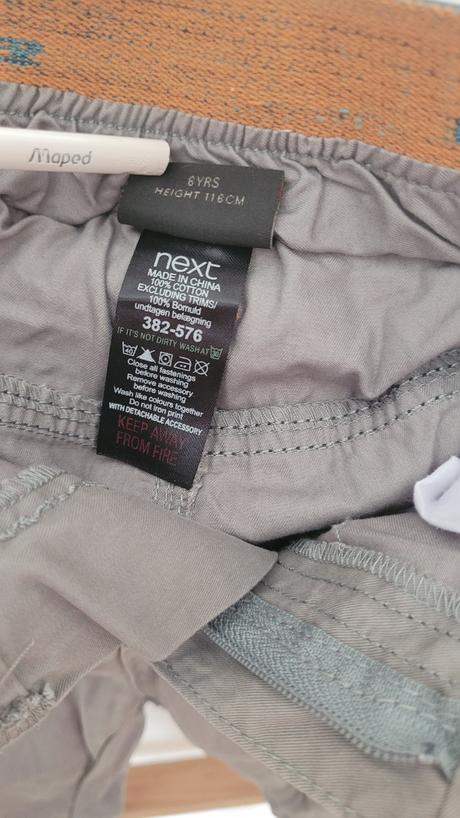 Maped
6YRS
HEIGHT 116CM
next
MADE IN CHINA
100% COTTON
EXCLUDING TRIMS/
100% Bomuld
undtagen belægning
382-576
IF IT'S NOT DIRTY WASH AT 30
40
Close all fastenings
before washing
Remove accessory
before washing
Wash like colours together
Do not iron print
WITH DETACHABLE ACCESSORY
KEEP AWAY
FROM FIRE